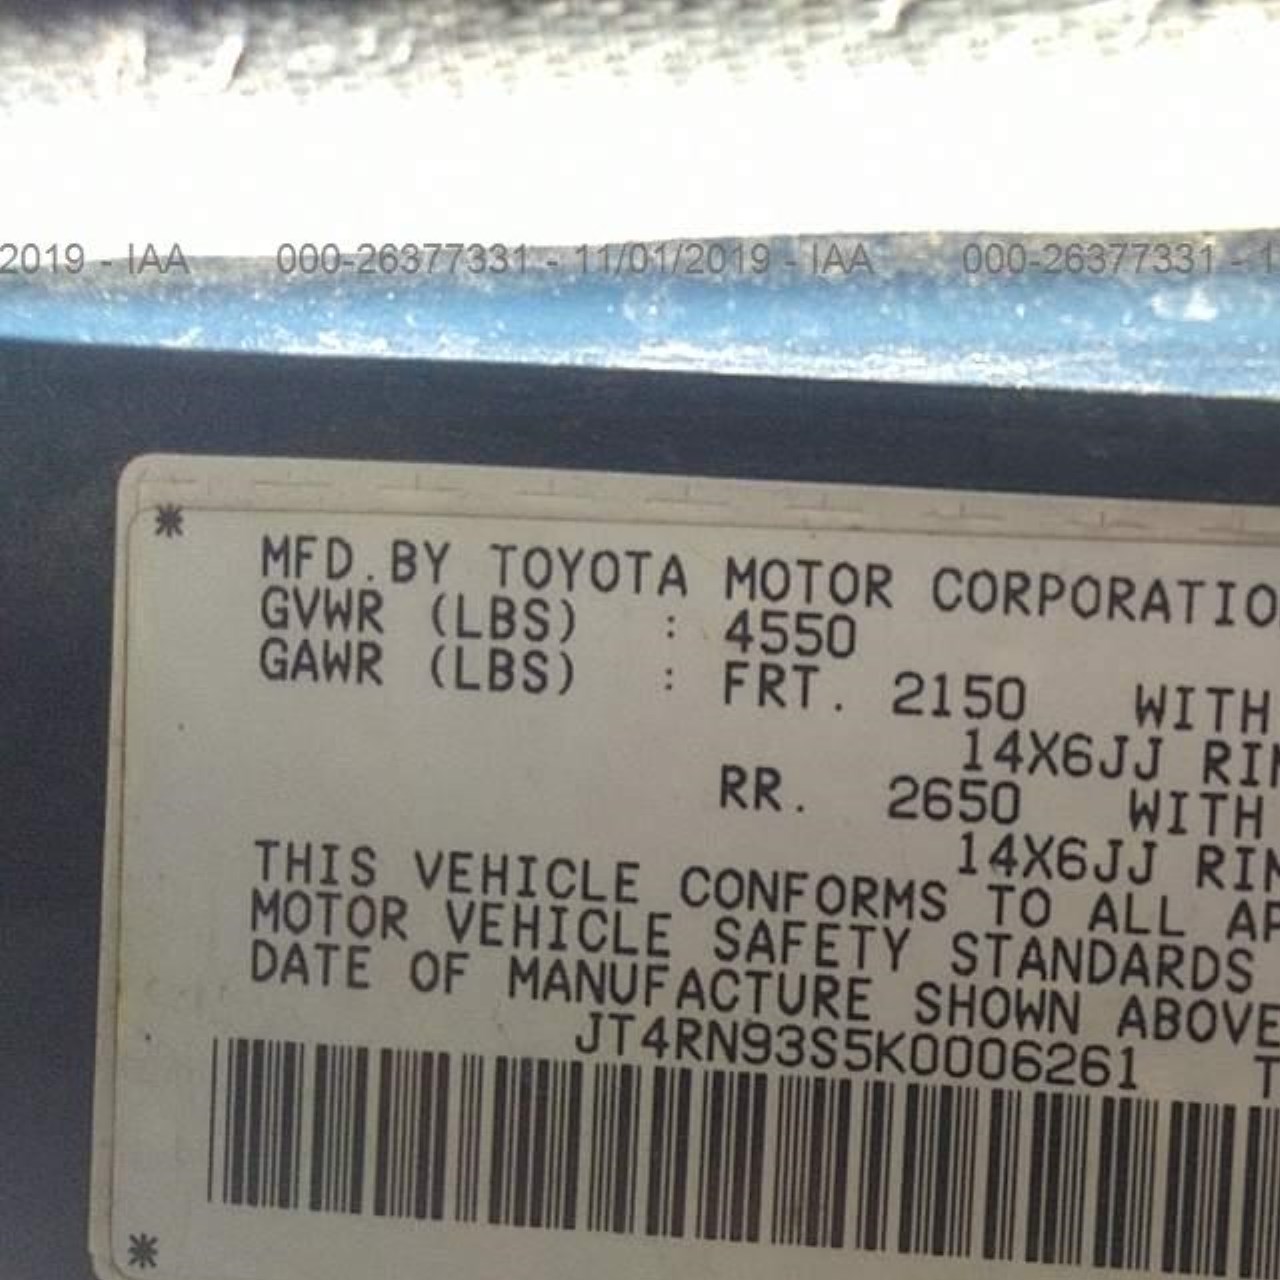 2019 - IAA 000-26377331 - 11/01/2019 - IAA 000-26377331 - 1
MFD.BY TOYOTA MOTOR CORPORATIO
GVWR (LBS) : 4550
GAWR (LBS) : FRT. 2150 WITH
14X6JJ RI
RR. 2650 WITH
14X6JJ RI
THIS VEHICLE CONFORMS TO ALL AP
MOTOR VEHICLE SAFETY STANDARDS
DATE OF MANUFACTURE SHOWN ABOVE
JT4RN93S5K0006261 T